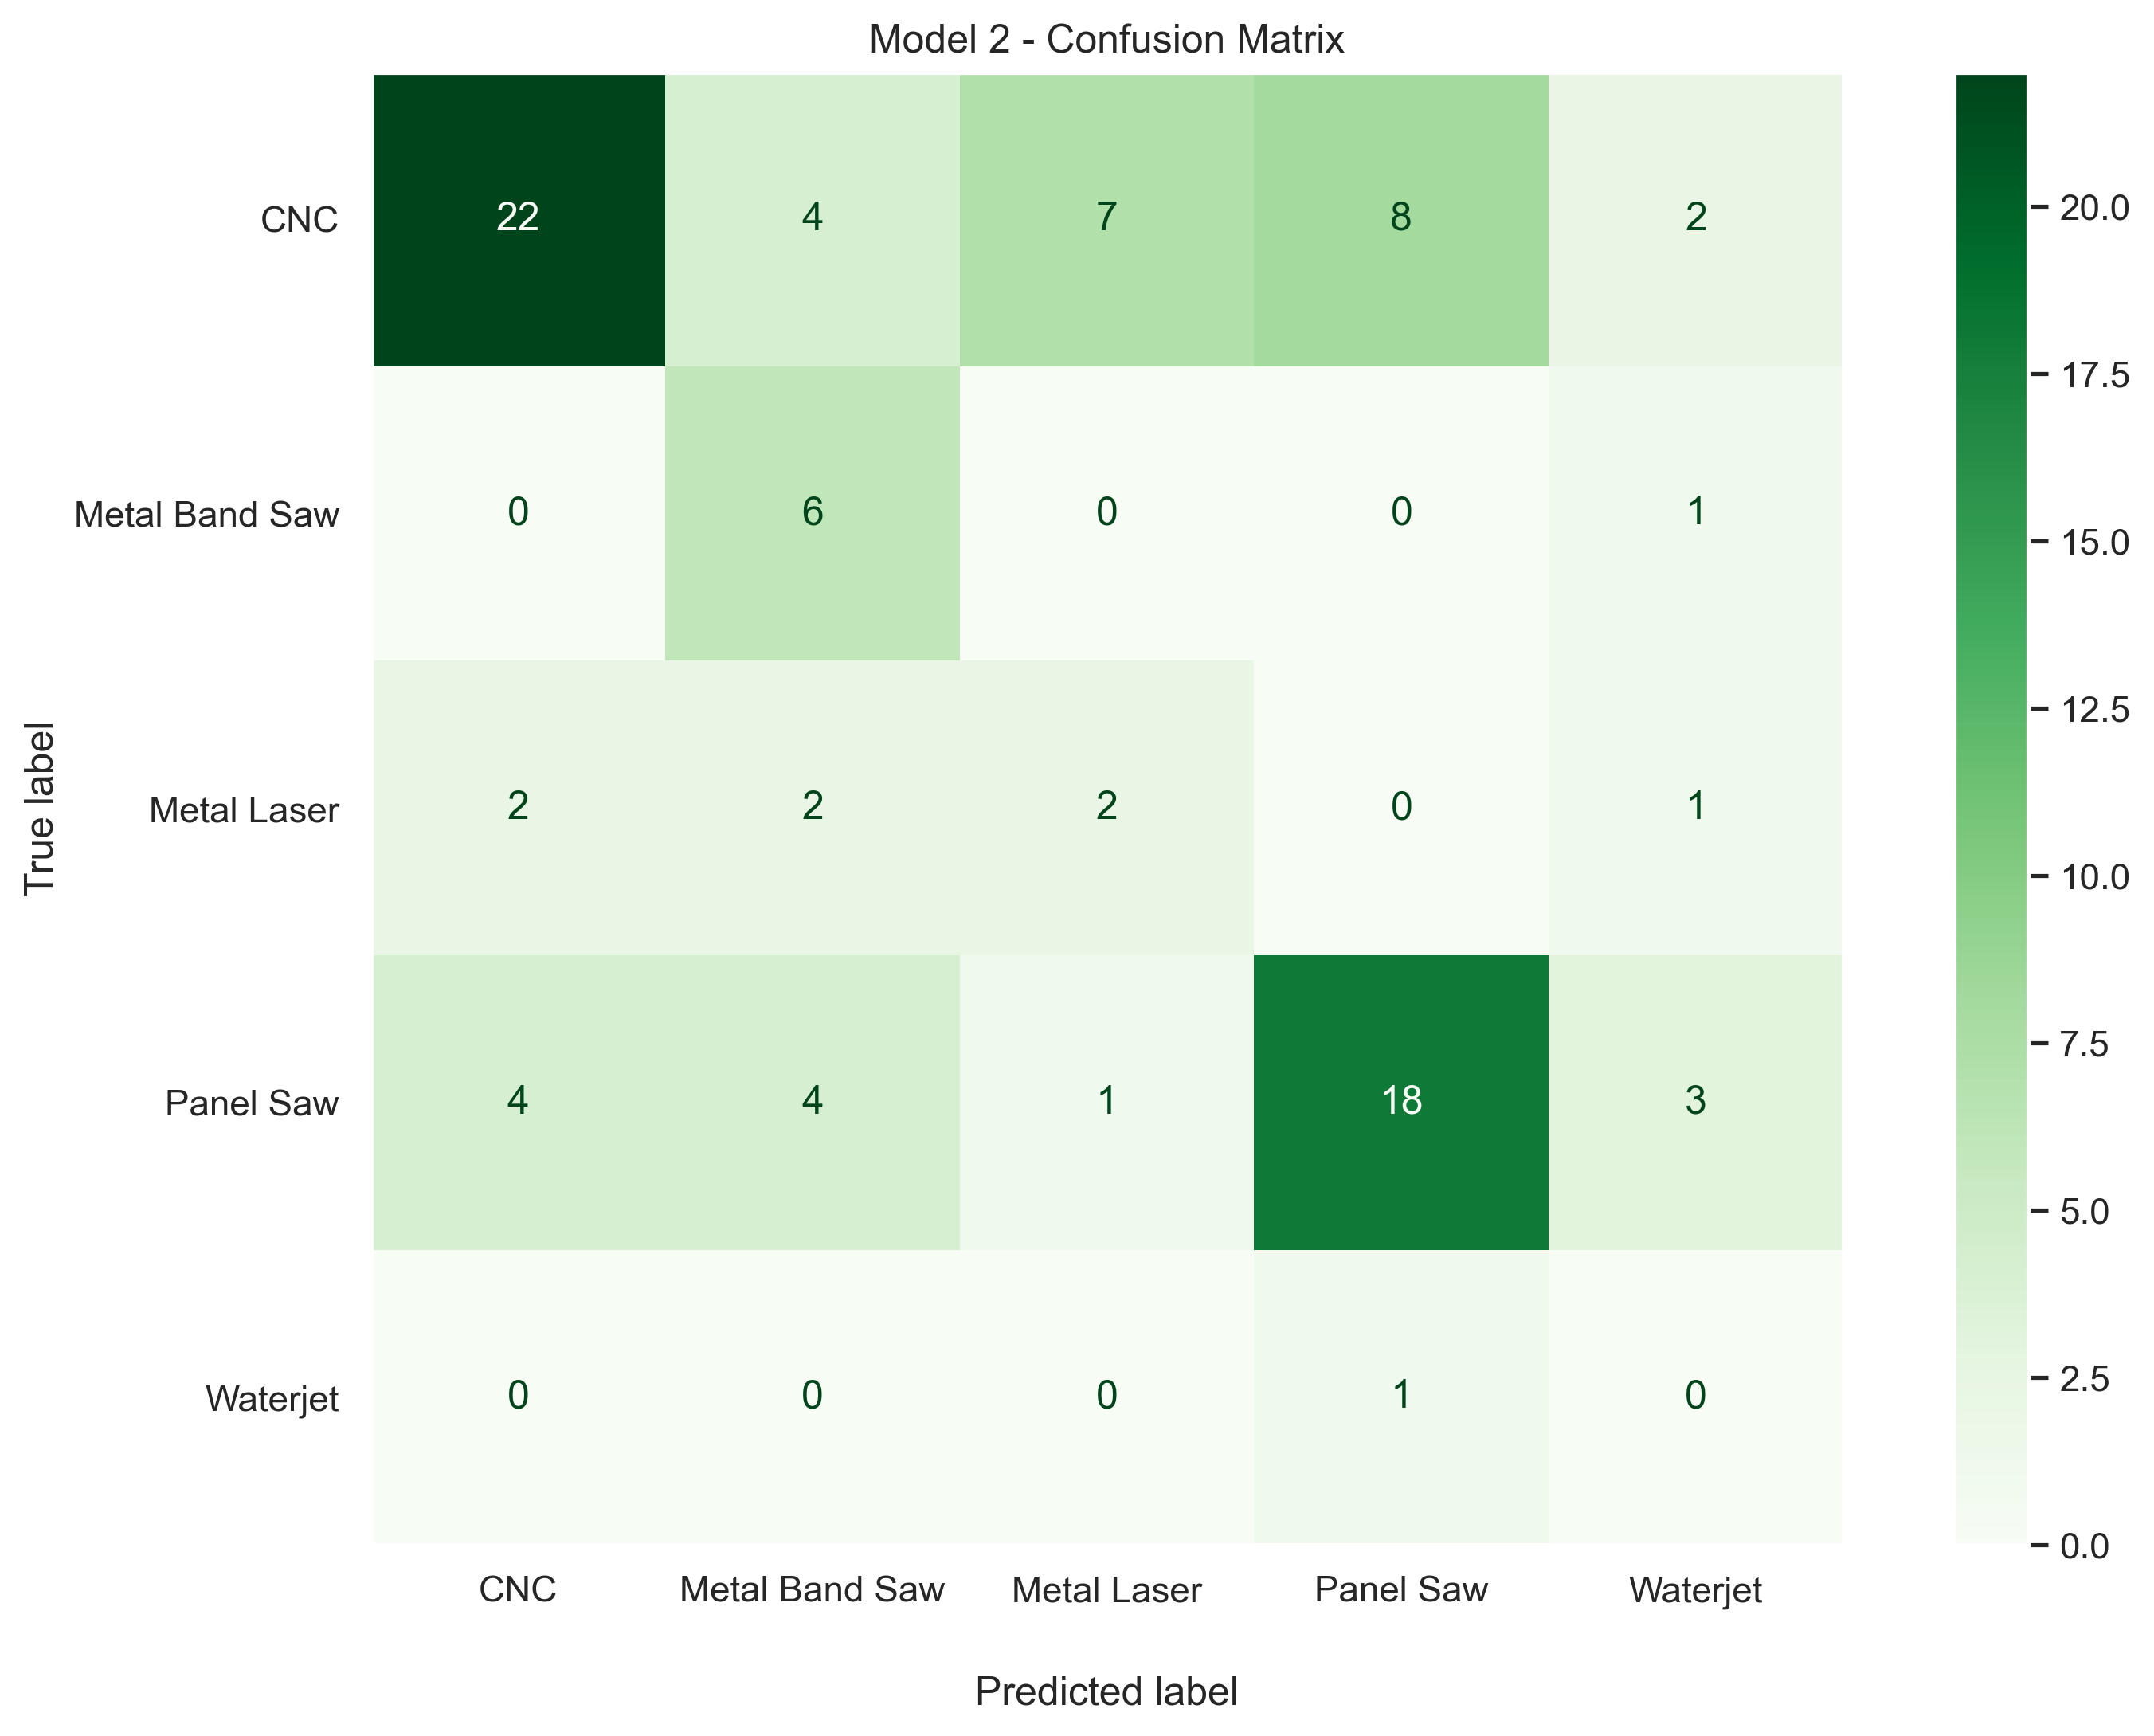 Model 2 - Confusion Matrix
True label
CNC 22 4 7 8 2
Metal Band Saw 0 6 0 0 1
Metal Laser 2 2 2 0 1
Panel Saw 4 4 1 18 3
Waterjet 0 0 0 1 0
CNC Metal Band Saw Metal Laser Panel Saw Waterjet
Predicted label
20.0
17.5
15.0
12.5
10.0
7.5
5.0
2.5
0.0